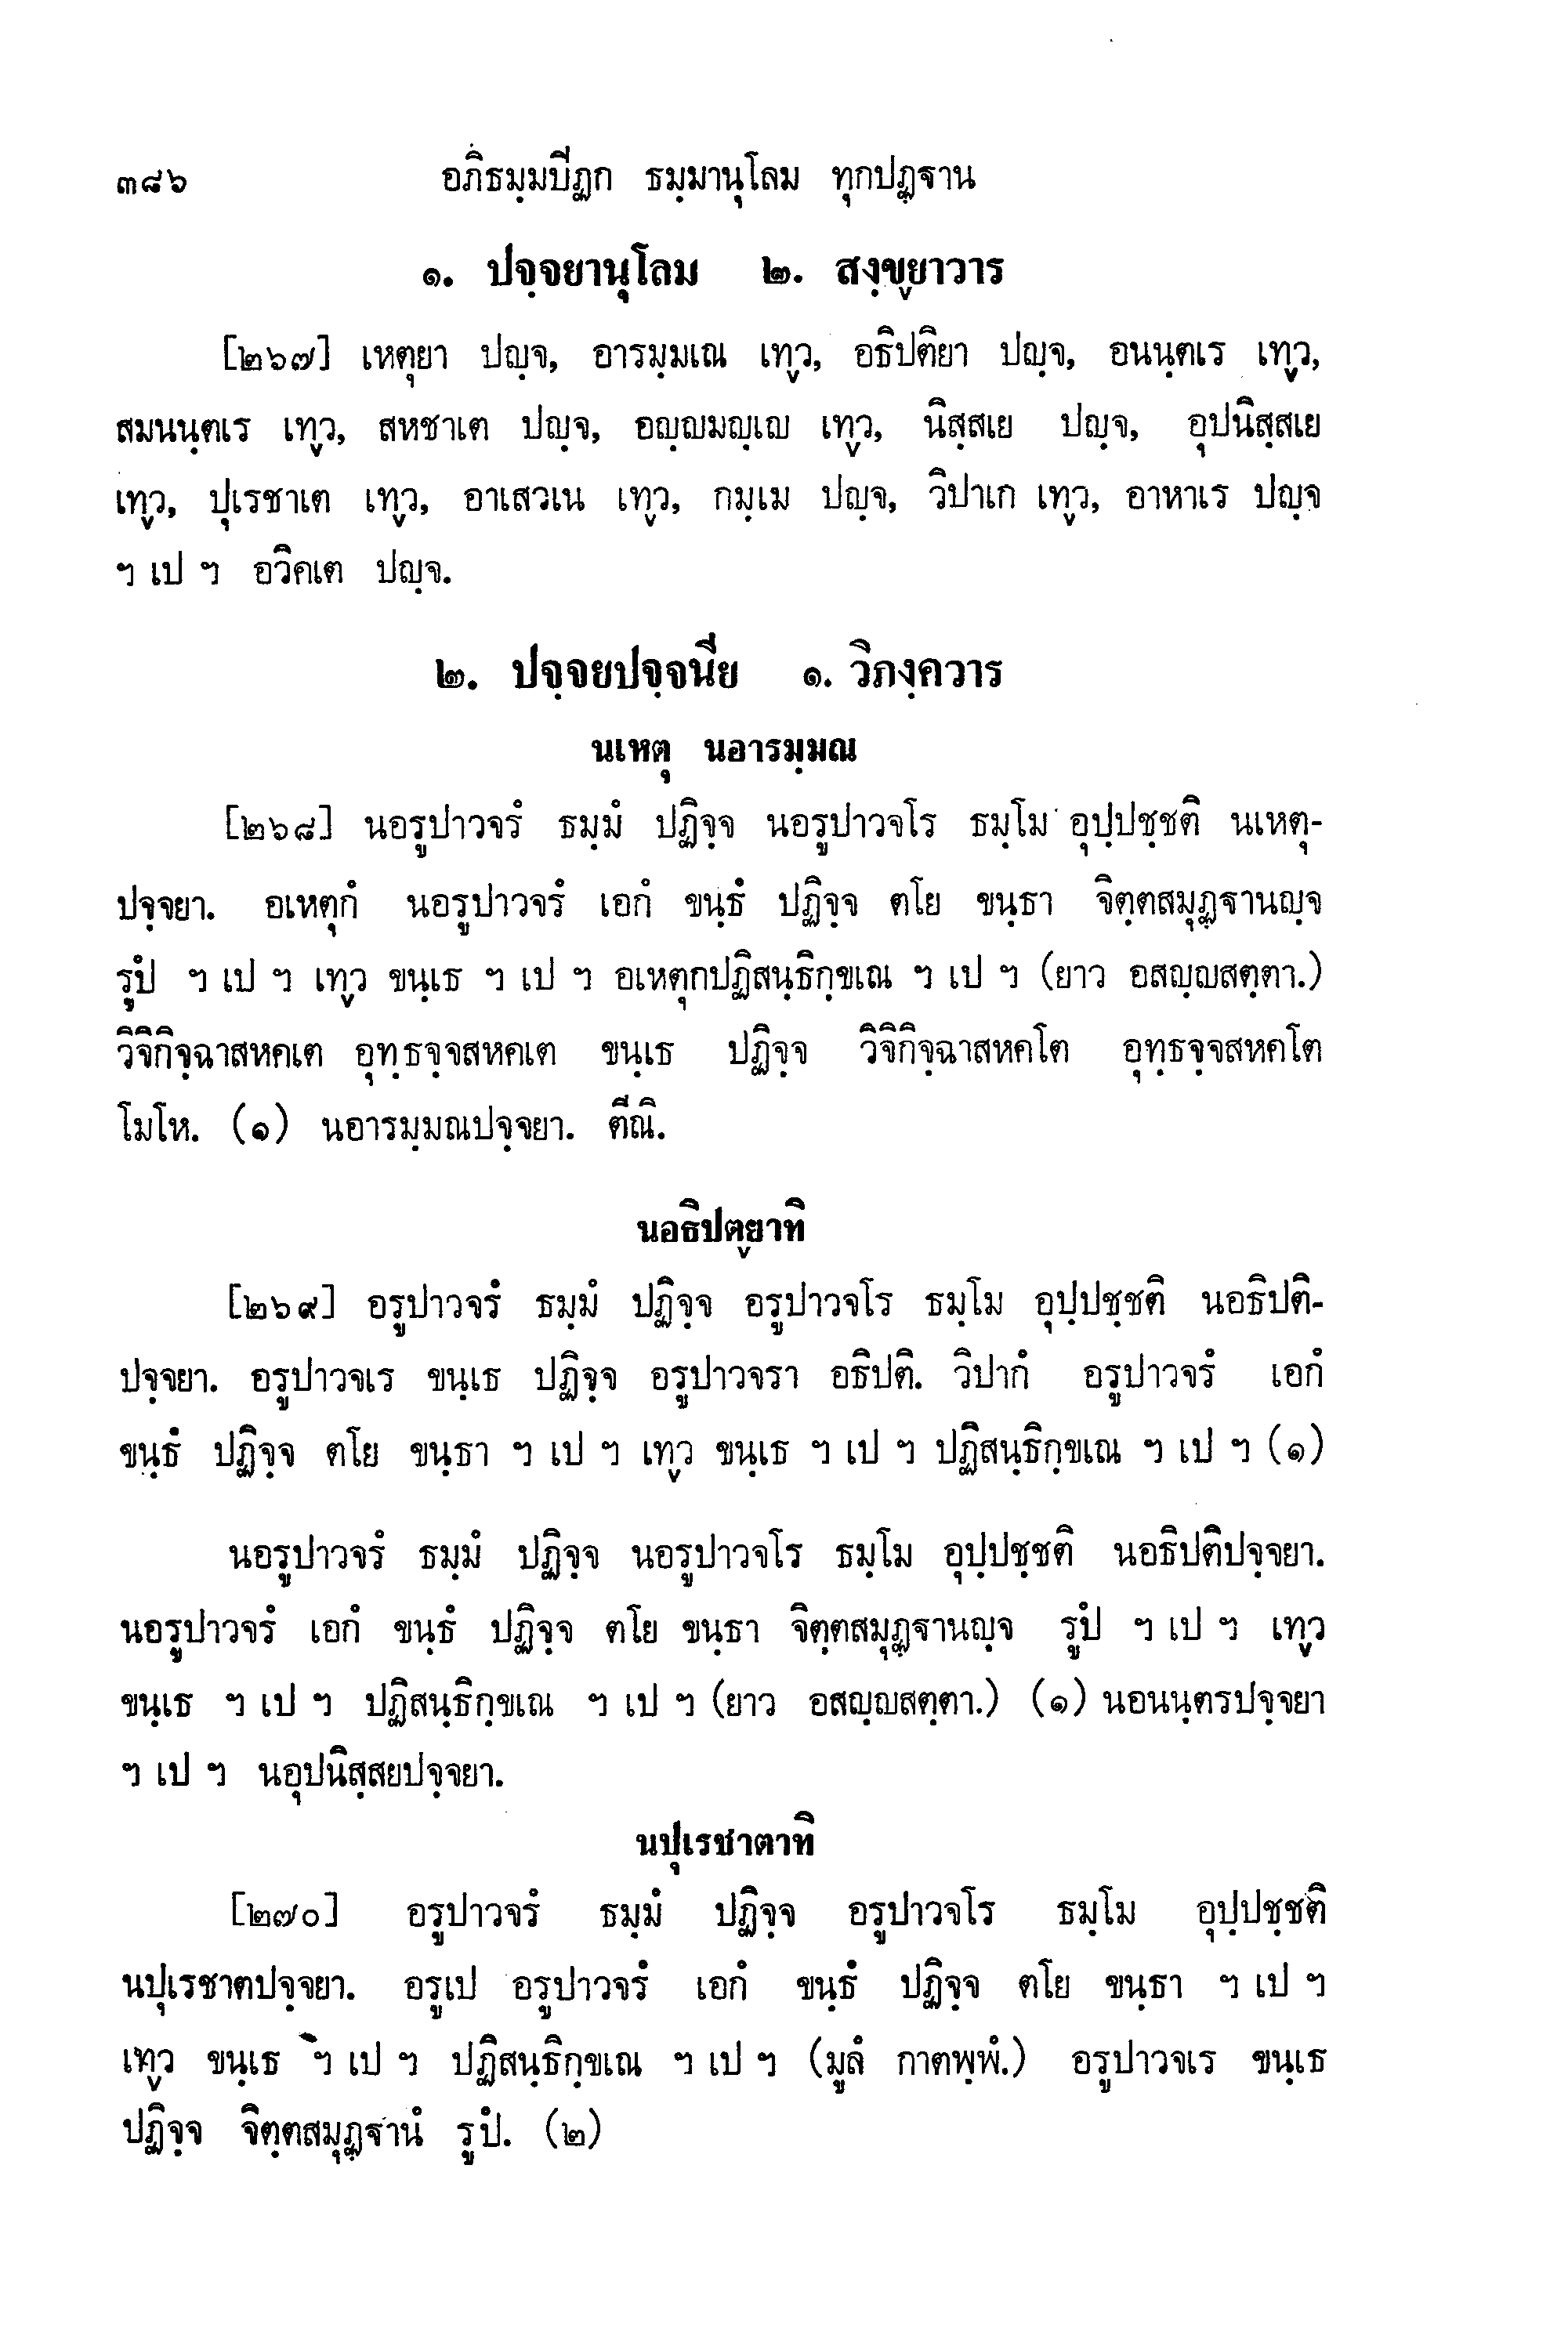 ๓๘๖ อภิธมฺมปีฏก ธมฺมานุโลม ทุกปฏฺฐาน
๑. ปจฺจยานุโลม ๒. สงฺขฺยาวาร
[๒๖๗] เหตุยา ปญฺจ, อารมฺมเณ เทฺว, อธิปติยา ปญฺจ, อนนฺตเร เทฺว,
สมนนฺตเร เทฺว, สหชาเต ปญฺจ, อญฺญมญฺเญ เทฺว, นิสฺสเย ปญฺจ, อุปนิสฺสเย
เทฺว, ปุเรชาเต เทฺว, อาเสวเน เทฺว, กมฺเม ปญฺจ, วิปาเก เทฺว, อาหาเร ปญฺจ
ฯ เป ฯ อวิคเต ปญฺจ.
๒. ปจฺจยปจฺจนีย ๑. วิภงฺควาร
นเหตุ นอารมฺมณ
[๒๖๘] นอรูปาวจรํ ธมฺมํ ปฏิจฺจ นอรูปาวจโร ธมฺโม อุปฺปชฺชติ นเหตุ-
ปจฺจยา. อเหตุกํ นอรูปาวจรํ เอกํ ขนฺธํ ปฏิจฺจ ตโย ขนฺธา จิตฺตสมุฏฺฐานญฺจ
รูปํ ฯ เป ฯ เทฺว ขนฺเธ ฯ เป ฯ อเหตุกปฏิสนฺธิกฺขเณ ฯ เป ฯ (ยาว อสญฺญสตฺตา.)
วิจิกิจฺฉาสหคเต อุทฺธจฺจสหคเต ขนฺเธ ปฏิจฺจ วิจิกิจฺฉาสหคโต อุทฺธจฺจสหคโต
โมโห. (๑) นอารมฺมณปจฺจยา. ตีณิ.
นอธิปตฺยาทิ
[๒๖๙] อรูปาวจรํ ธมฺมํ ปฏิจฺจ อรูปาวจโร ธมฺโม อุปฺปชฺชติ นอธิปติ-
ปจฺจยา. อรูปาวจเร ขนฺเธ ปฏิจฺจ อรูปาวจรา อธิปติ. วิปากํ อรูปาวจรํ เอกํ
ขนฺธํ ปฏิจฺจ ตโย ขนฺธา ฯ เป ฯ เทฺว ขนฺเธ ฯ เป ฯ ปฏิสนฺธิกฺขเณ ฯ เป ฯ (๑)
นอรูปาวจรํ ธมฺมํ ปฏิจฺจ นอรูปาวจโร ธมฺโม อุปฺปชฺชติ นอธิปติปจฺจยา.
นอรูปาวจรํ เอกํ ขนฺธํ ปฏิจฺจ ตโย ขนฺธา จิตฺตสมุฏฺฐานญฺจ รูปํ ฯ เป ฯ เทฺว
ขนฺเธ ฯ เป ฯ ปฏิสนฺธิกฺขเณ ฯ เป ฯ (ยาว อสญฺญสตฺตา.) (๑) นอนนฺตรปจฺจยา
ฯ เป ฯ นอุปนิสฺสยปจฺจยา.
นปุเรชาตาทิ
[๒๗๐] อรูปาวจรํ ธมฺมํ ปฏิจฺจ อรูปาวจโร ธมฺโม อุปฺปชฺชติ
นปุเรชาตปจฺจยา. อรูเป อรูปาวจรํ เอกํ ขนฺธํ ปฏิจฺจ ตโย ขนฺธา ฯ เป ฯ
เทฺว ขนฺเธ ฯ เป ฯ ปฏิสนฺธิกฺขเณ ฯ เป ฯ (มูลํ กาตพฺพํ.) อรูปาวจเร ขนฺเธ
ปฏิจฺจ จิตฺตสมุฏฺฐานํ รูปํ. (๒)